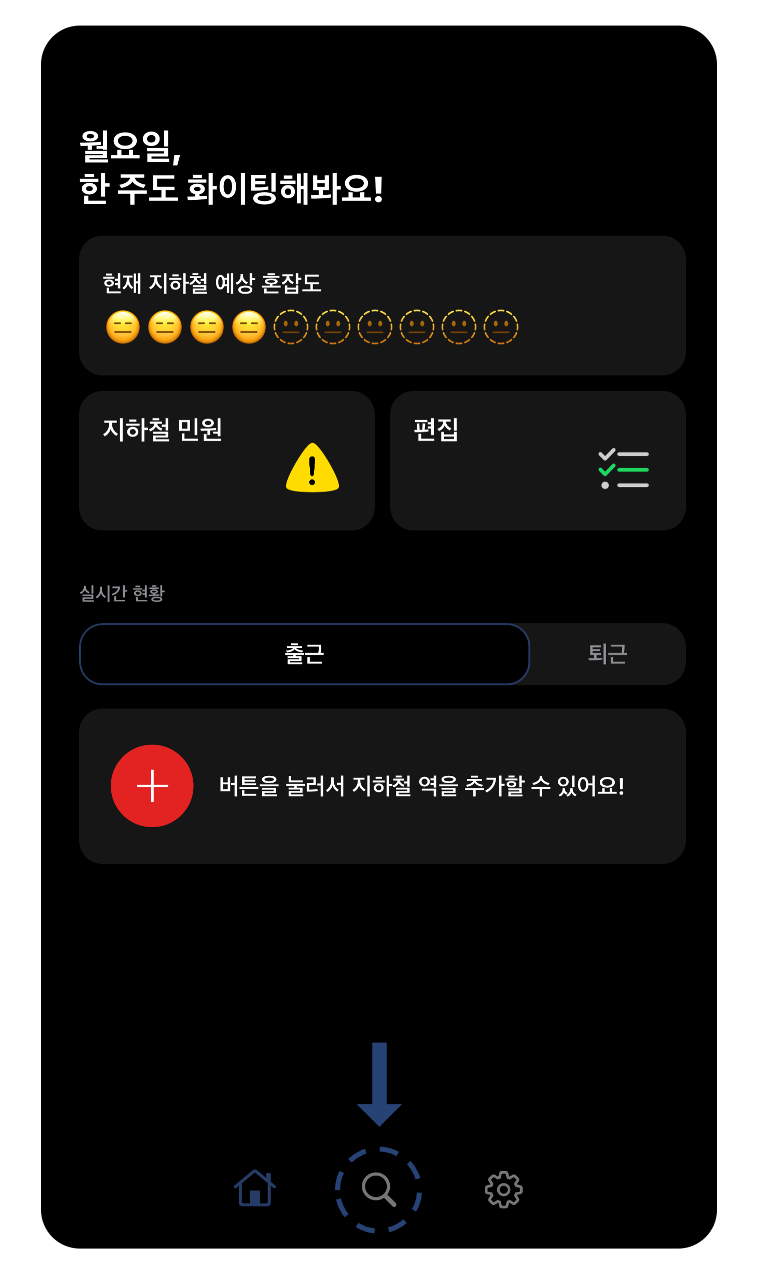 월요일,
한 주도 화이팅해봐요!
현재 지하철 예상 혼잡도
지하철 민원
편집
실시간 현황
출근
퇴근
버튼을 눌러서 지하철 역을 추가할 수 있어요!